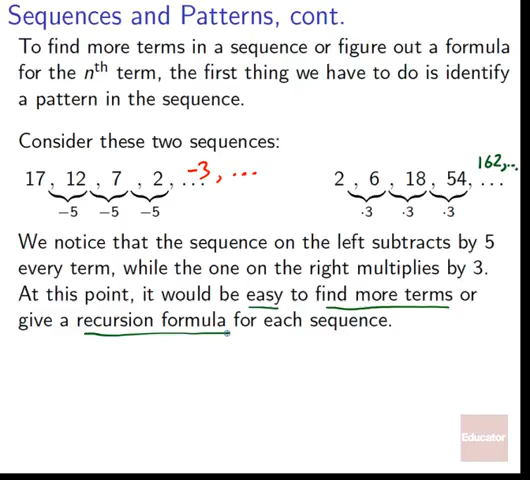 Sequences and Patterns, cont.
To find more terms in a sequence or figure out a formula
for the nth term, the first thing we have to do is identify
a pattern in the sequence.
Consider these two sequences:
17, 12, 7, 2, ... -3, ...
-5 -5 -5
2, 6, 18, 54, ... 162, ...
·3 ·3 ·3
We notice that the sequence on the left subtracts by 5
every term, while the one on the right multiplies by 3.
At this point, it would be easy to find more terms or
give a recursion formula for each sequence.
Educator